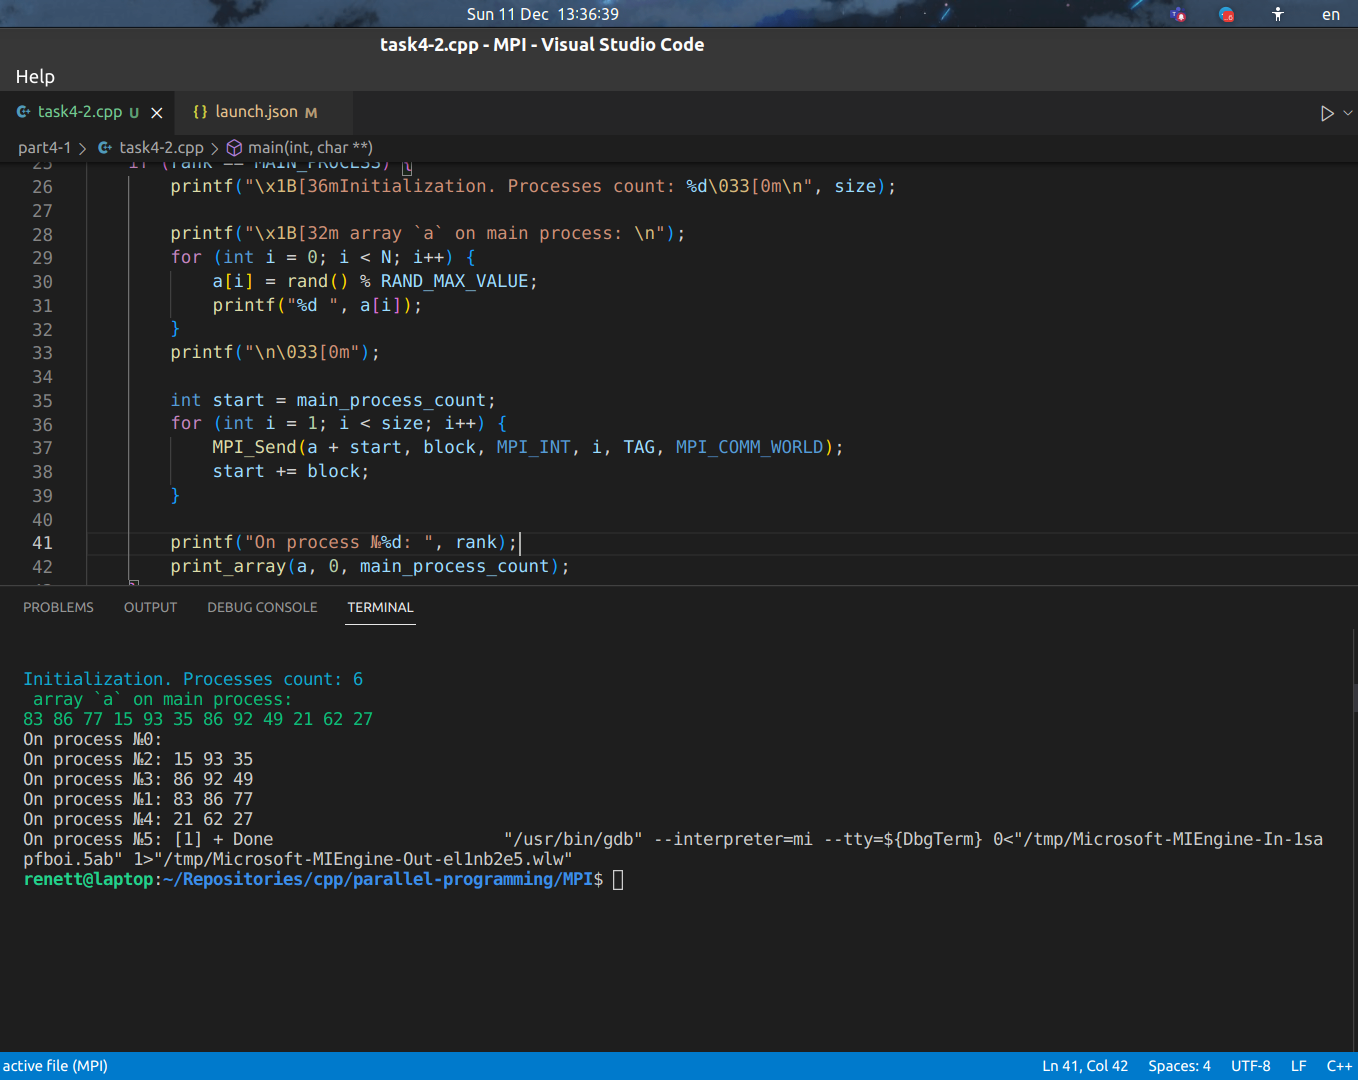 Sun 11 Dec 13:36:39
en
task4-2.cpp - MPI - Visual Studio Code
Help
task4-2.cpp U
{} launch.json M
part4-1 > task4-2.cpp > main(int, char **)
25 if (rank == MAIN_PROCESS) {
26 printf("\x1B[36mInitialization. Processes count: %d\033[0m\n", size);
27
28 printf("\x1B[32m array `a` on main process: \n");
29 for (int i = 0; i < N; i++) {
30 a[i] = rand() % RAND_MAX_VALUE;
31 printf("%d ", a[i]);
32 }
33 printf("\n\033[0m");
34
35 int start = main_process_count;
36 for (int i = 1; i < size; i++) {
37 MPI_Send(a + start, block, MPI_INT, i, TAG, MPI_COMM_WORLD);
38 start += block;
39 }
40
41 printf("On process №%d: ", rank);
42 print_array(a, 0, main_process_count);
PROBLEMS OUTPUT DEBUG CONSOLE TERMINAL
Initialization. Processes count: 6
array `a` on main process:
83 86 77 15 93 35 86 92 49 21 62 27
On process №0:
On process №2: 15 93 35
On process №3: 86 92 49
On process №1: 83 86 77
On process №4: 21 62 27
On process №5: [1] + Done "/usr/bin/gdb" --interpreter=mi --tty=${DbgTerm} 0<"/tmp/Microsoft-MIEngine-In-1sa
pfboi.5ab" 1>"/tmp/Microsoft-MIEngine-Out-el1nb2e5.wlw"
renett@laptop:~/Repositories/cpp/parallel-programming/MPI$
active file (MPI)
Ln 41, Col 42 Spaces: 4 UTF-8 LF C++